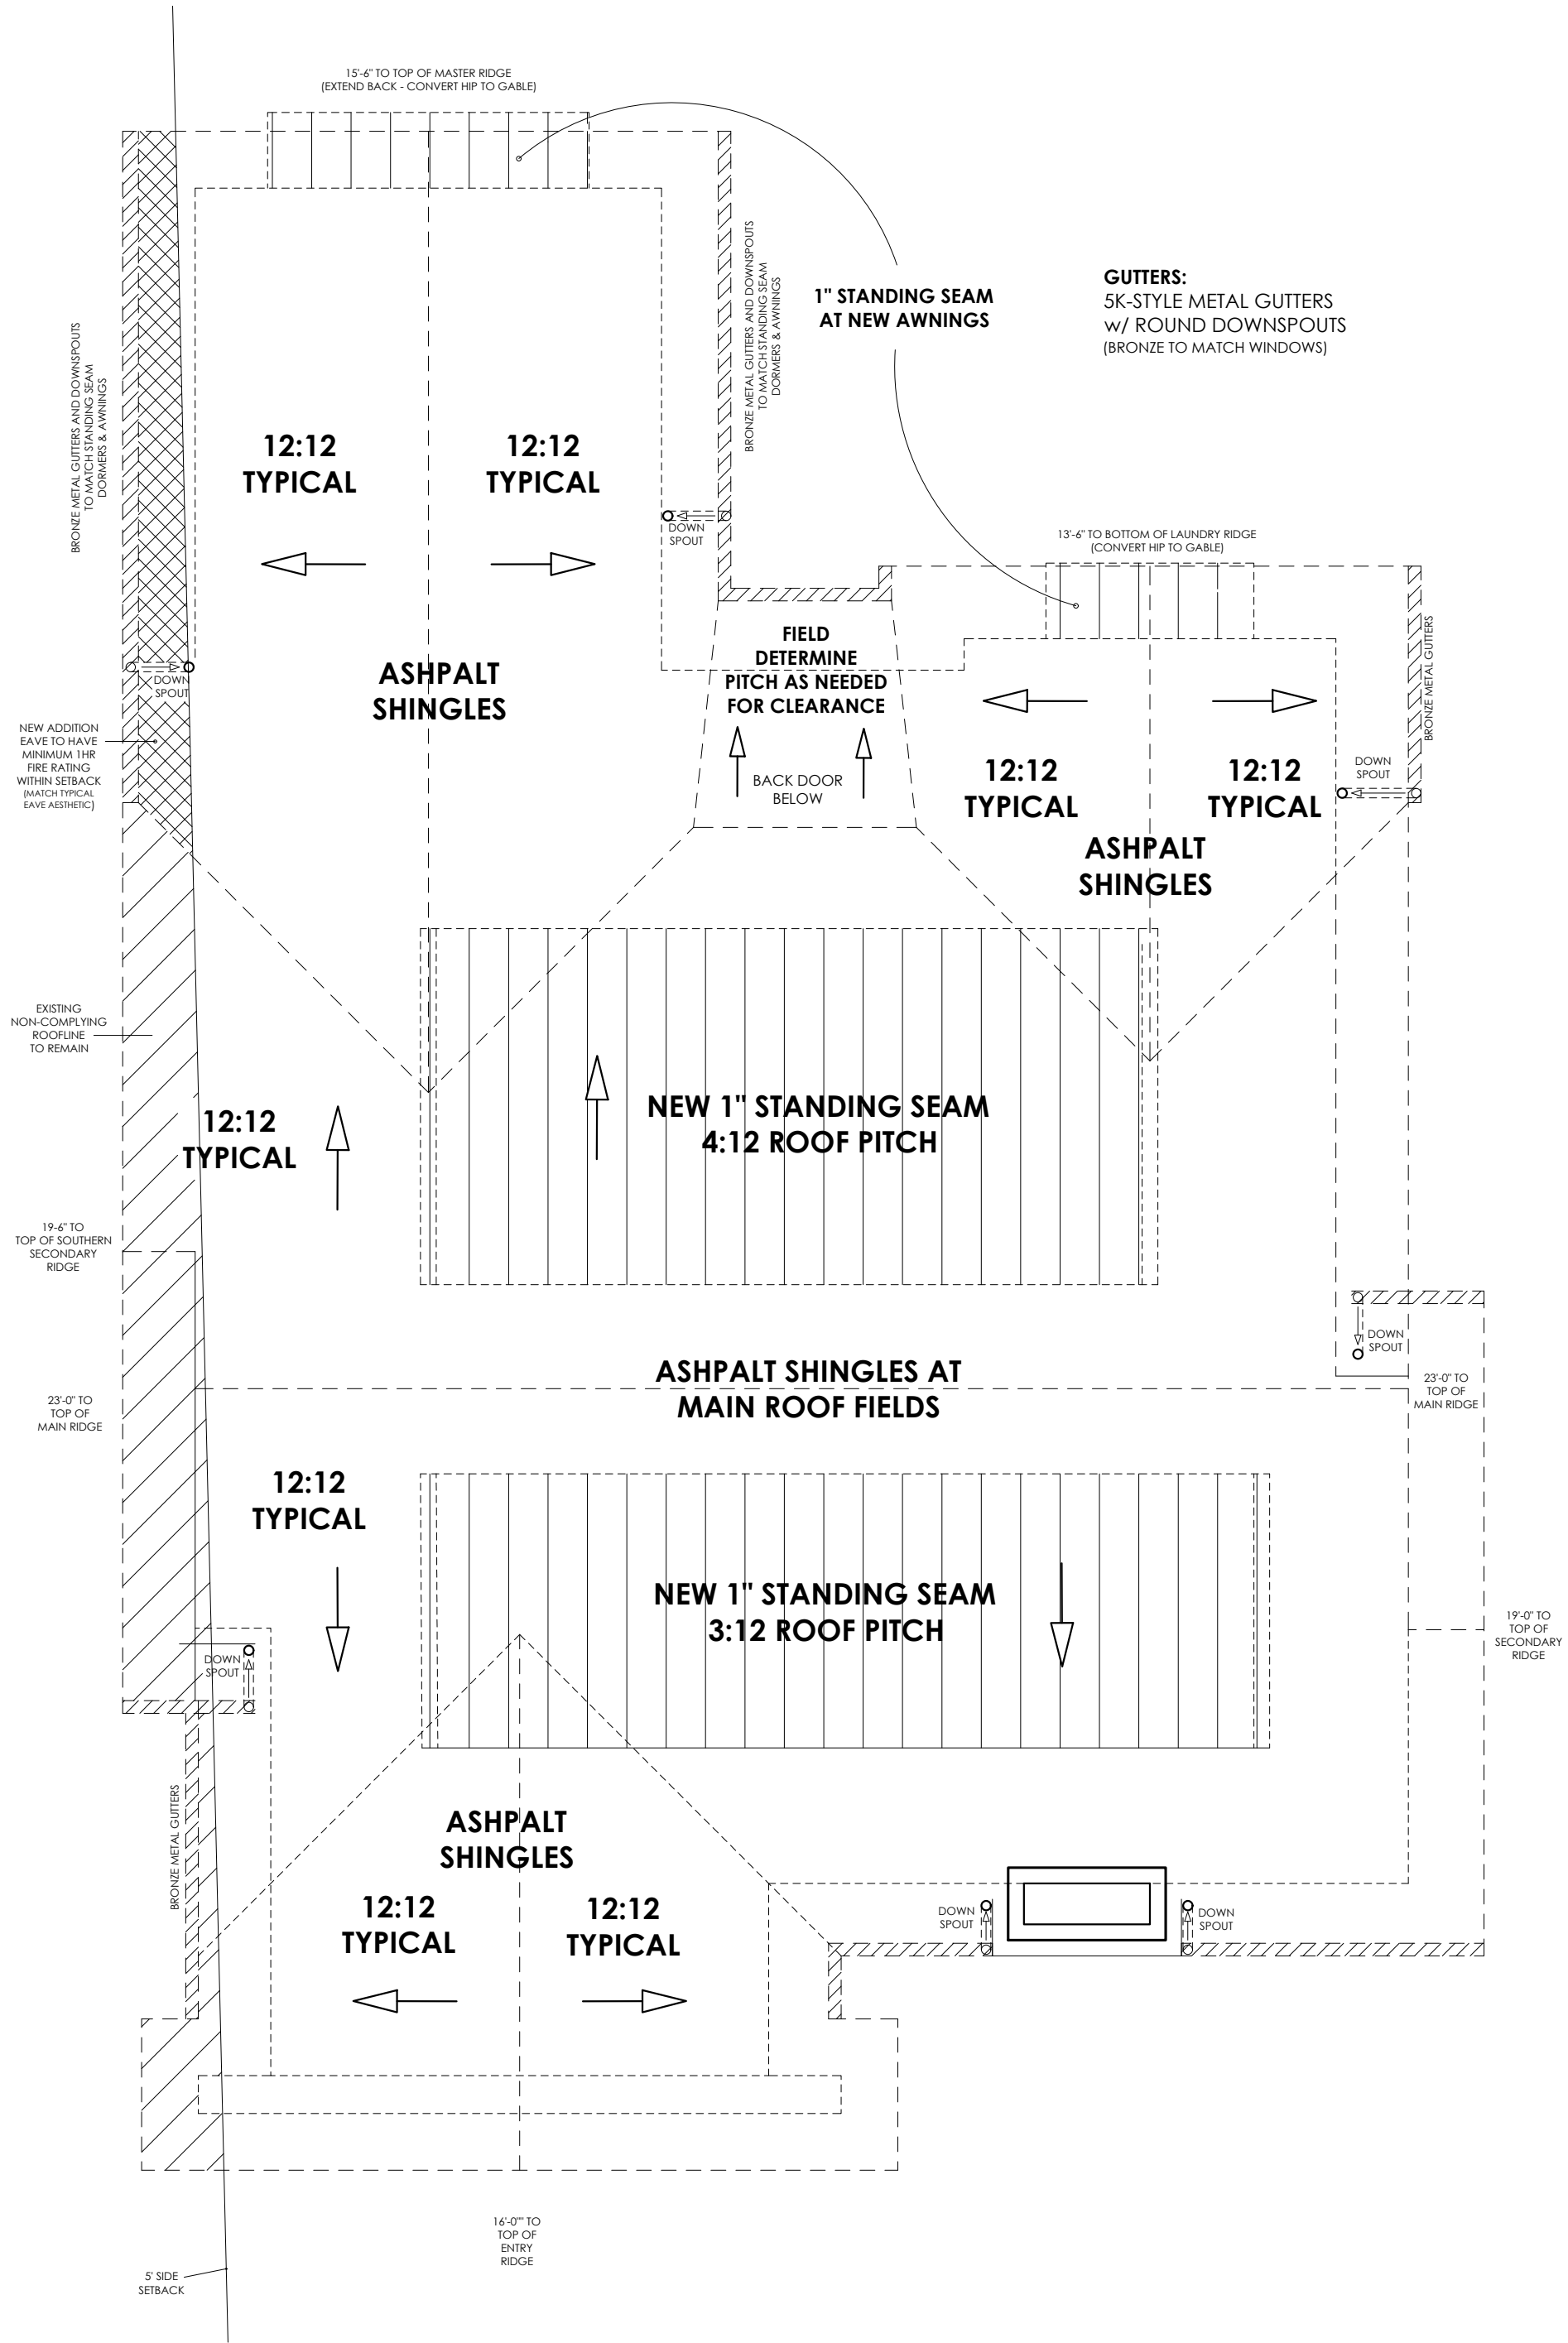 15'-6" TO TOP OF MASTER RIDGE
(EXTEND BACK - CONVERT HIP TO GABLE)
1" STANDING SEAM
AT NEW AWNINGS
GUTTERS:
5K-STYLE METAL GUTTERS
w/ ROUND DOWNSPOUTS
(BRONZE TO MATCH WINDOWS)
BRONZE METAL GUTTERS AND DOWNSPOUTS
TO MATCH STANDING SEAM
DORMERS & AWNINGS
BRONZE METAL GUTTERS AND DOWNSPOUTS
TO MATCH STANDING SEAM
DORMERS & AWNINGS
12:12
TYPICAL
12:12
TYPICAL
DOWN
SPOUT
13'-6" TO BOTTOM OF LAUNDRY RIDGE
(CONVERT HIP TO GABLE)
FIELD
DETERMINE
PITCH AS NEEDED
FOR CLEARANCE
BACK DOOR
BELOW
ASHPALT
SHINGLES
DOWN
SPOUT
NEW ADDITION
EAVE TO HAVE
MINIMUM 1HR
FIRE RATING
WITHIN SETBACK
(MATCH TYPICAL
EAVE AESTHETIC)
BRONZE METAL GUTTERS
12:12
TYPICAL
12:12
TYPICAL
DOWN
SPOUT
ASHPALT
SHINGLES
EXISTING
NON-COMPLYING
ROOFLINE
TO REMAIN
12:12
TYPICAL
NEW 1" STANDING SEAM
4:12 ROOF PITCH
19-6" TO
TOP OF SOUTHERN
SECONDARY
RIDGE
DOWN
SPOUT
ASHPALT SHINGLES AT
MAIN ROOF FIELDS
23'-0" TO
TOP OF
MAIN RIDGE
23'-0" TO
TOP OF
MAIN RIDGE
12:12
TYPICAL
NEW 1" STANDING SEAM
3:12 ROOF PITCH
19'-0" TO
TOP OF
SECONDARY
RIDGE
DOWN
SPOUT
BRONZE METAL GUTTERS
ASHPALT
SHINGLES
12:12
TYPICAL
12:12
TYPICAL
DOWN
SPOUT
DOWN
SPOUT
16'-0"" TO
TOP OF
ENTRY
RIDGE
5' SIDE
SETBACK